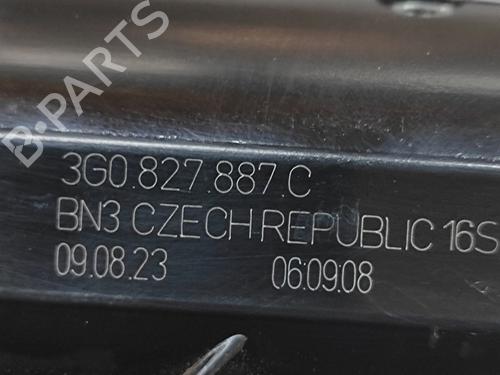 B-PARTS
3G0.827.887.C
BN3 CZECH REPUBLIC 16S
09.08.23 06:09:08